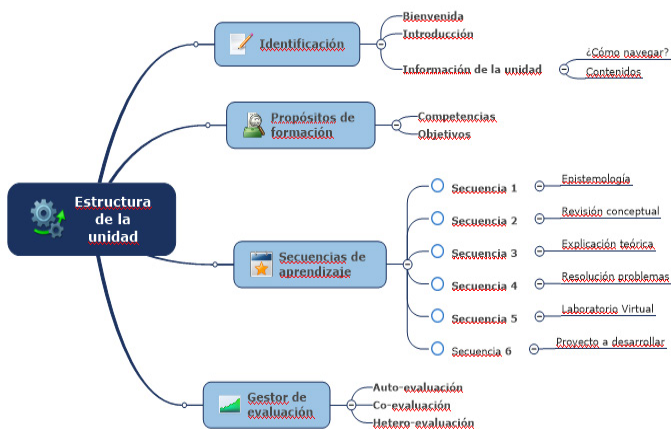 Estructura
de la
unidad
Identificación
Bienvenida
Introducción
Información de la unidad
¿Cómo navegar?
Contenidos
Propósitos de
formación
Competencias
Objetivos
Secuencias de
aprendizaje
Secuencia 1
Epistemología
Secuencia 2
Revisión conceptual
Secuencia 3
Explicación teórica
Secuencia 4
Resolución problemas
Secuencia 5
Laboratorio Virtual
Secuencia 6
Proyecto a desarrollar
Gestor de
evaluación
Auto-evaluación
Co-evaluación
Hetero-evaluación